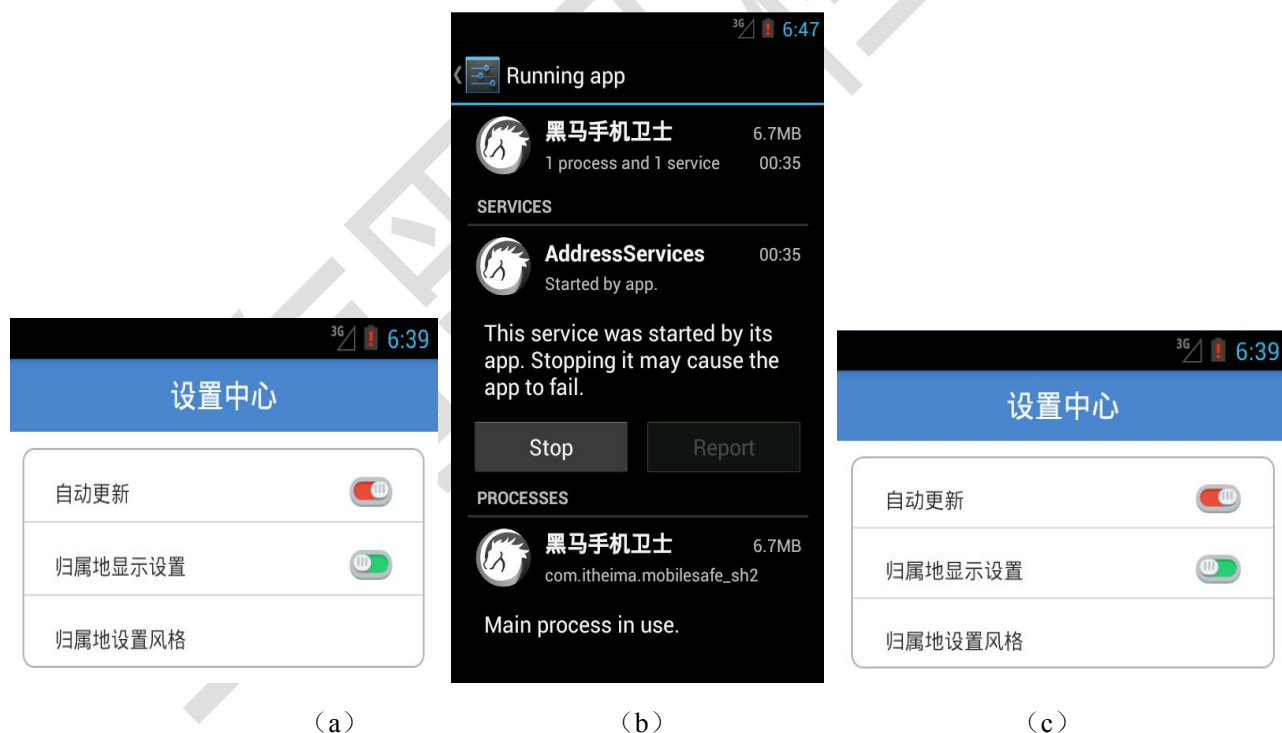 3G 6:39
设置中心
自动更新
归属地显示设置
归属地设置风格
(a)
3G 6:47
Running app
黑马手机卫士 6.7MB
1 process and 1 service 00:35
SERVICES
AddressServices 00:35
Started by app.
This service was started by its
app. Stopping it may cause the
app to fail.
Stop Report
PROCESSES
黑马手机卫士 6.7MB
com.itheima.mobilesafe_sh2
Main process in use.
(b)
3G 6:39
设置中心
自动更新
归属地显示设置
归属地设置风格
(c)